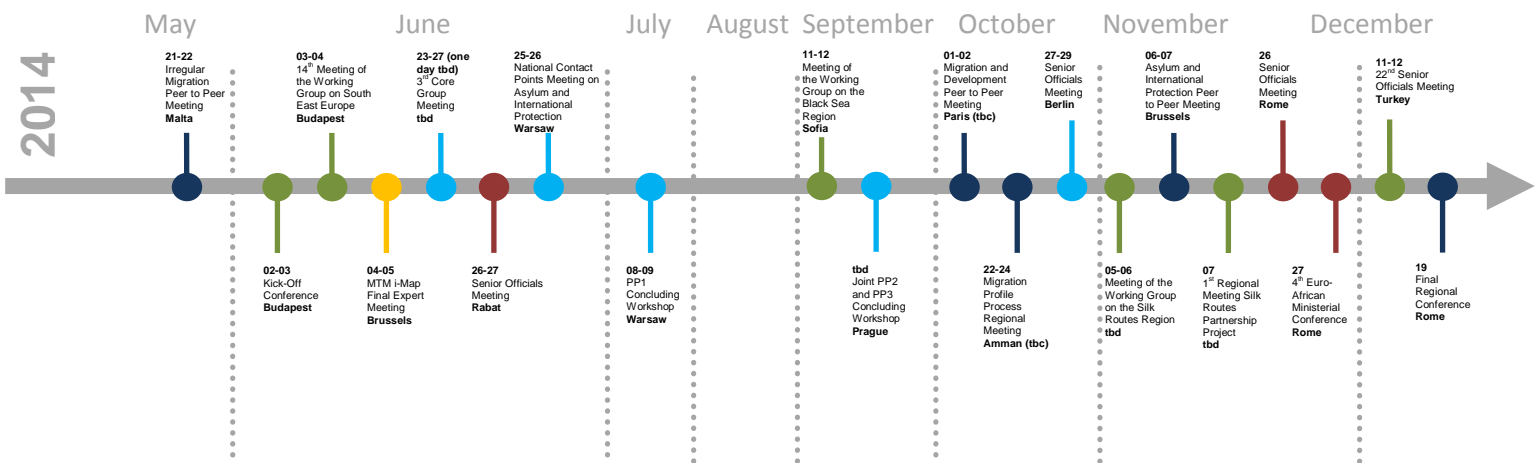 2014
May
June
July
August
September
October
November
December
21-22
Irregular
Migration
Peer to Peer
Meeting
Malta
03-04
14th Meeting of
the Working
Group on South
East Europe
Budapest
23-27 (one
day tbd)
3rd Core
Group
Meeting
tbd
25-26
National Contact
Points Meeting on
Asylum and
International
Protection
Warsaw
11-12
Meeting of
the Working
Group on the
Black Sea
Region
Sofia
01-02
Migration and
Development
Peer to Peer
Meeting
Paris (tbc)
27-29
Senior
Officials
Meeting
Berlin
06-07
Asylum and
International
Protection Peer
to Peer Meeting
Brussels
26
Senior
Officials
Meeting
Rome
11-12
22nd Senior
Officials Meeting
Turkey
02-03
Kick-Off
Conference
Budapest
04-05
MTM i-Map
Final Expert
Meeting
Brussels
26-27
Senior Officials
Meeting
Rabat
08-09
PP1
Concluding
Workshop
Warsaw
tbd
Joint PP2
and PP3
Concluding
Workshop
Prague
22-24
Migration
Profile
Process
Regional
Meeting
Amman (tbc)
05-06
Meeting of the
Working Group
on the Silk
Routes Region
tbd
07
1st Regional
Meeting Silk
Routes
Partnership
Project
tbd
27
4th Euro-
African
Ministerial
Conference
Rome
19
Final
Regional
Conference
Rome